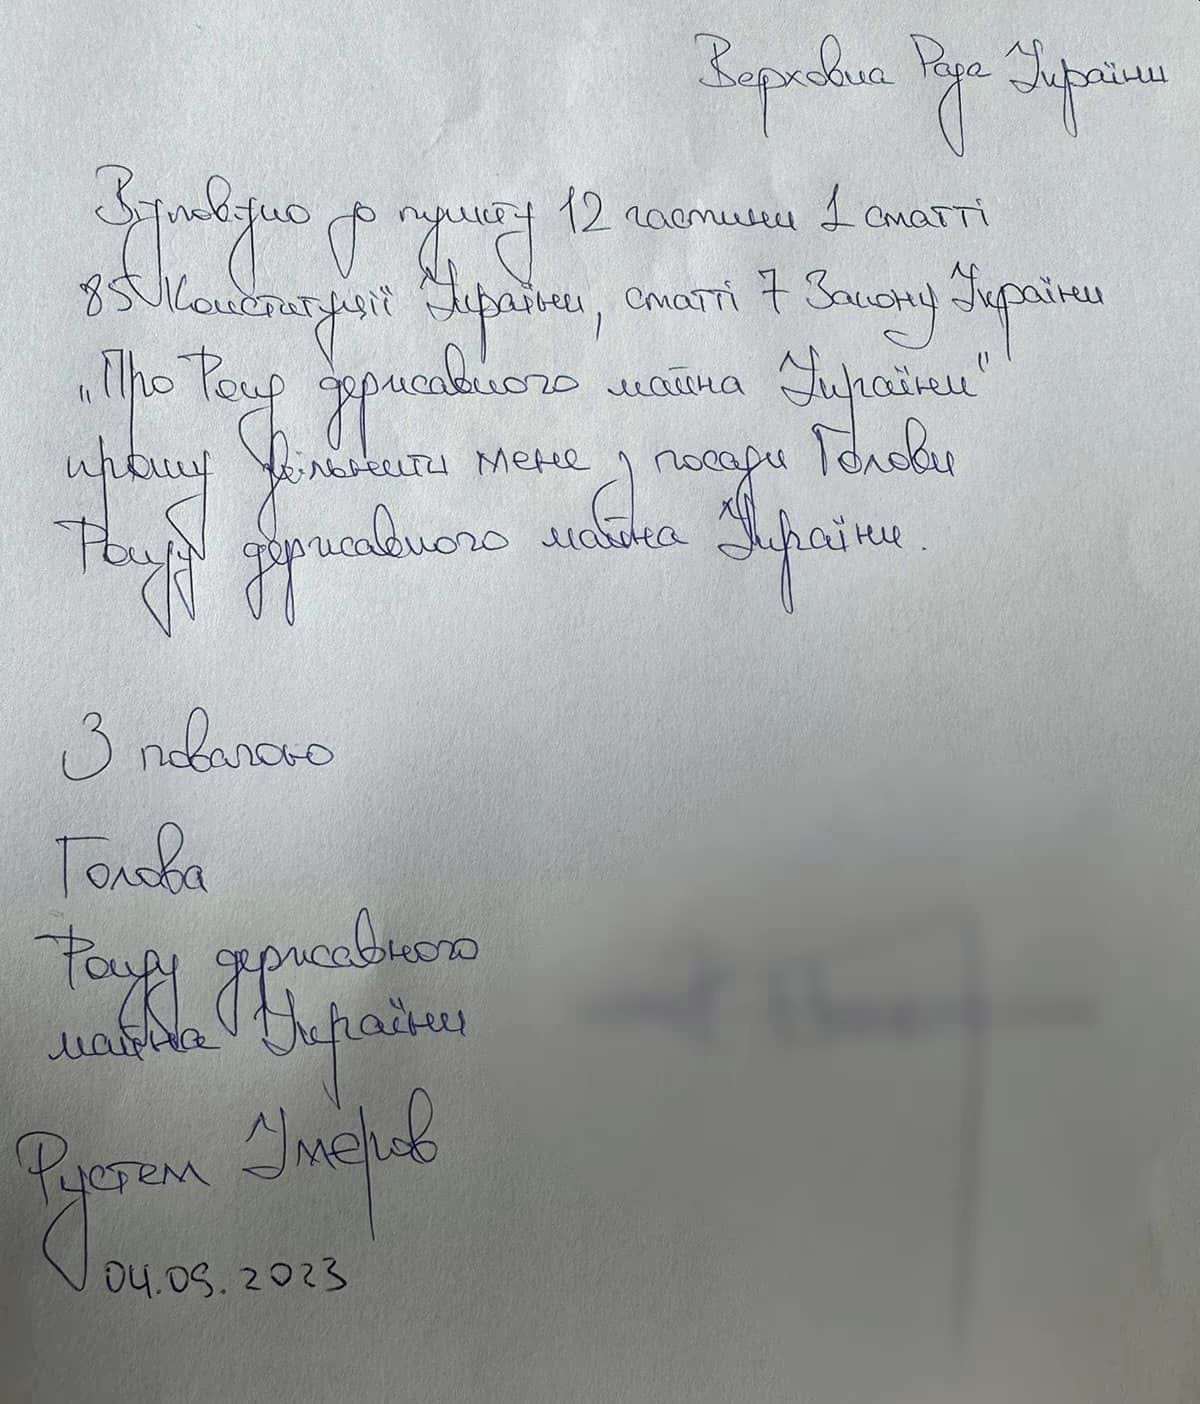 Верховна Рада України
Відповідно до пункту 12 частини 1 статті
85 Конституції України, статті 7 Закону України
„Про Фонд державного майна України"
прошу звільнити мене з посади Голови
Фонду державного майна України.
З повагою
Голова
Фонду державного
майна України
Рустем Умєров
04.09.2023